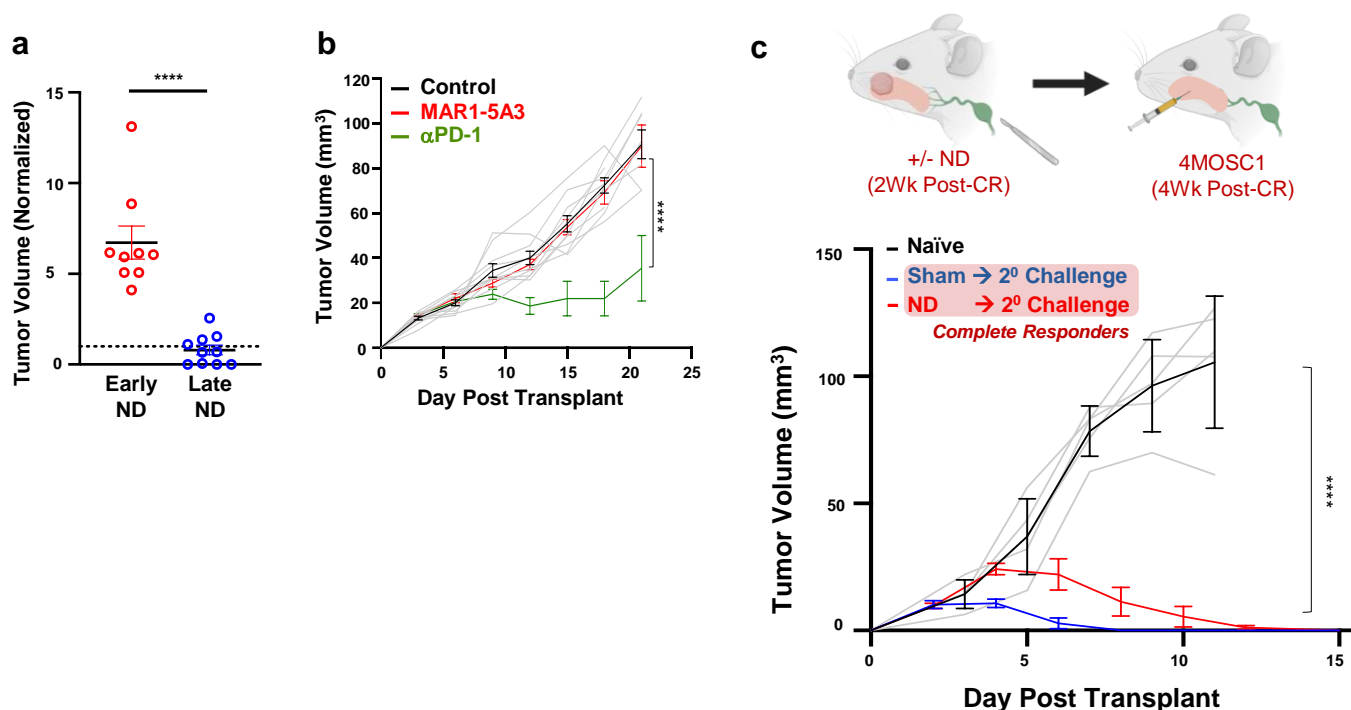 a
****
Tumor Volume (Normalized)
15
10
5
0
Early
ND
Late
ND
b
Control
MAR1-5A3
αPD-1
Tumor Volume (mm³)
120
100
80
60
40
20
0
0
5
10
15
20
25
****
Day Post Transplant
c
+/- ND
(2Wk Post-CR)
4MOSC1
(4Wk Post-CR)
Naïve
Sham → 2⁰ Challenge
ND → 2⁰ Challenge
Complete Responders
Tumor Volume (mm³)
150
100
50
0
0
5
10
15
****
Day Post Transplant